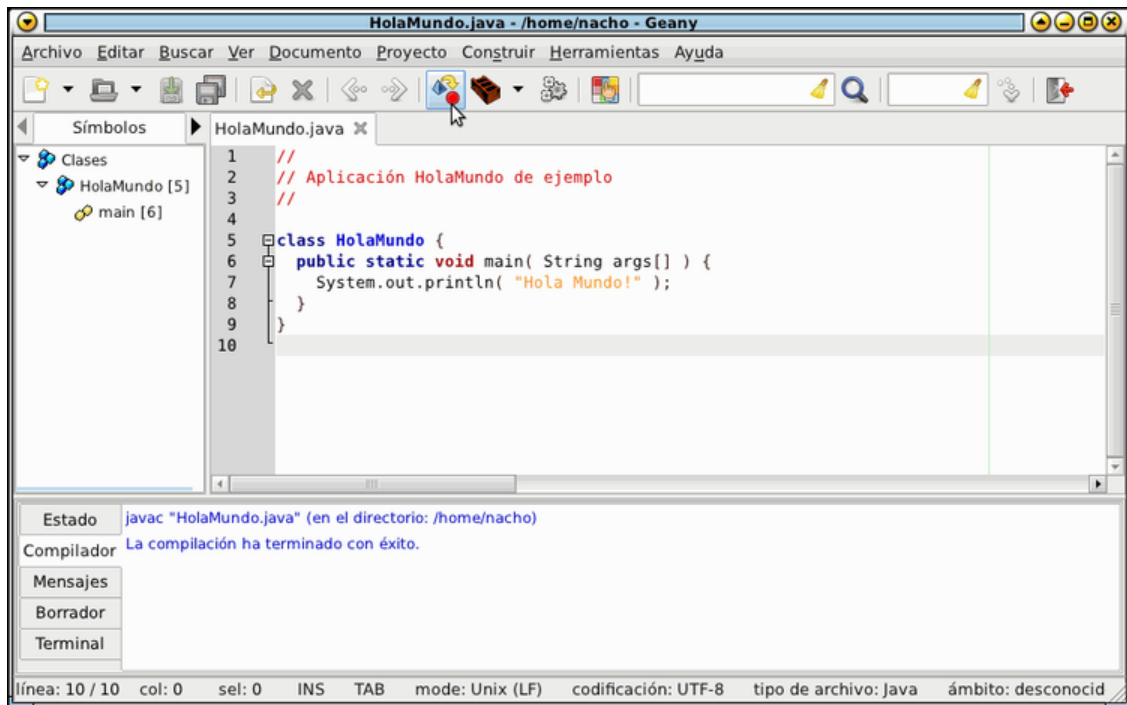 HolaMundo.java - /home/nacho - Geany
Archivo Editar Buscar Ver Documento Proyecto Construir Herramientas Ayuda
Símbolos
HolaMundo.java
Clases
HolaMundo [5]
main [6]
1 //
2 // Aplicación HolaMundo de ejemplo
3 //
4
5 class HolaMundo {
6 public static void main( String args[] ) {
7 System.out.println( "Hola Mundo!" );
8 }
9 }
10
Estado
Compilador
Mensajes
Borrador
Terminal
javac "HolaMundo.java" (en el directorio: /home/nacho)
La compilación ha terminado con éxito.
línea: 10 / 10 col: 0 sel: 0 INS TAB mode: Unix (LF) codificación: UTF-8 tipo de archivo: Java ámbito: desconocid